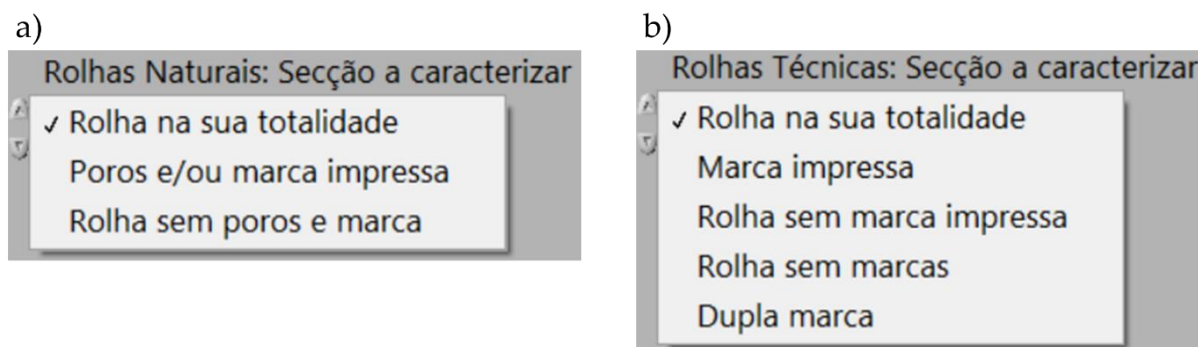 a)
Rolhas Naturais: Secção a caracterizar
✓ Rolha na sua totalidade
Poros e/ou marca impressa
Rolha sem poros e marca
b)
Rolhas Técnicas: Secção a caracterizar
✓ Rolha na sua totalidade
Marca impressa
Rolha sem marca impressa
Rolha sem marcas
Dupla marca